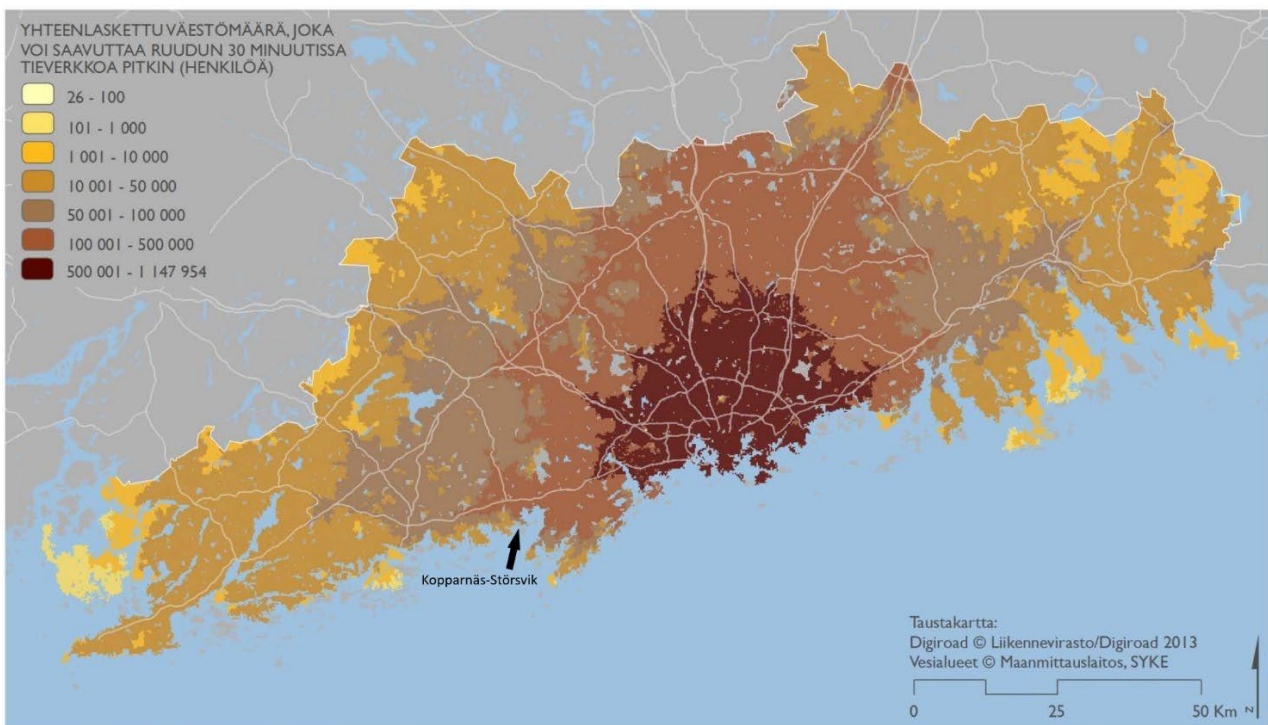 YHTEENLASKETTU VÄESTÖMÄÄRÄ, JOKA
VOI SAAVUTTAA RUUDUN 30 MINUUTISSA
TIEVERKKOA PITKIN (HENKILÖÄ)
26 - 100
101 - 1 000
1 001 - 10 000
10 001 - 50 000
50 001 - 100 000
100 001 - 500 000
500 001 - 1 147 954
Kopparnäs-Störsvik
Taustakartta:
Digiroad © Liikennevirasto/Digiroad 2013
Vesialueet © Maanmittauslaitos, SYKE
0 25 50 Km
N